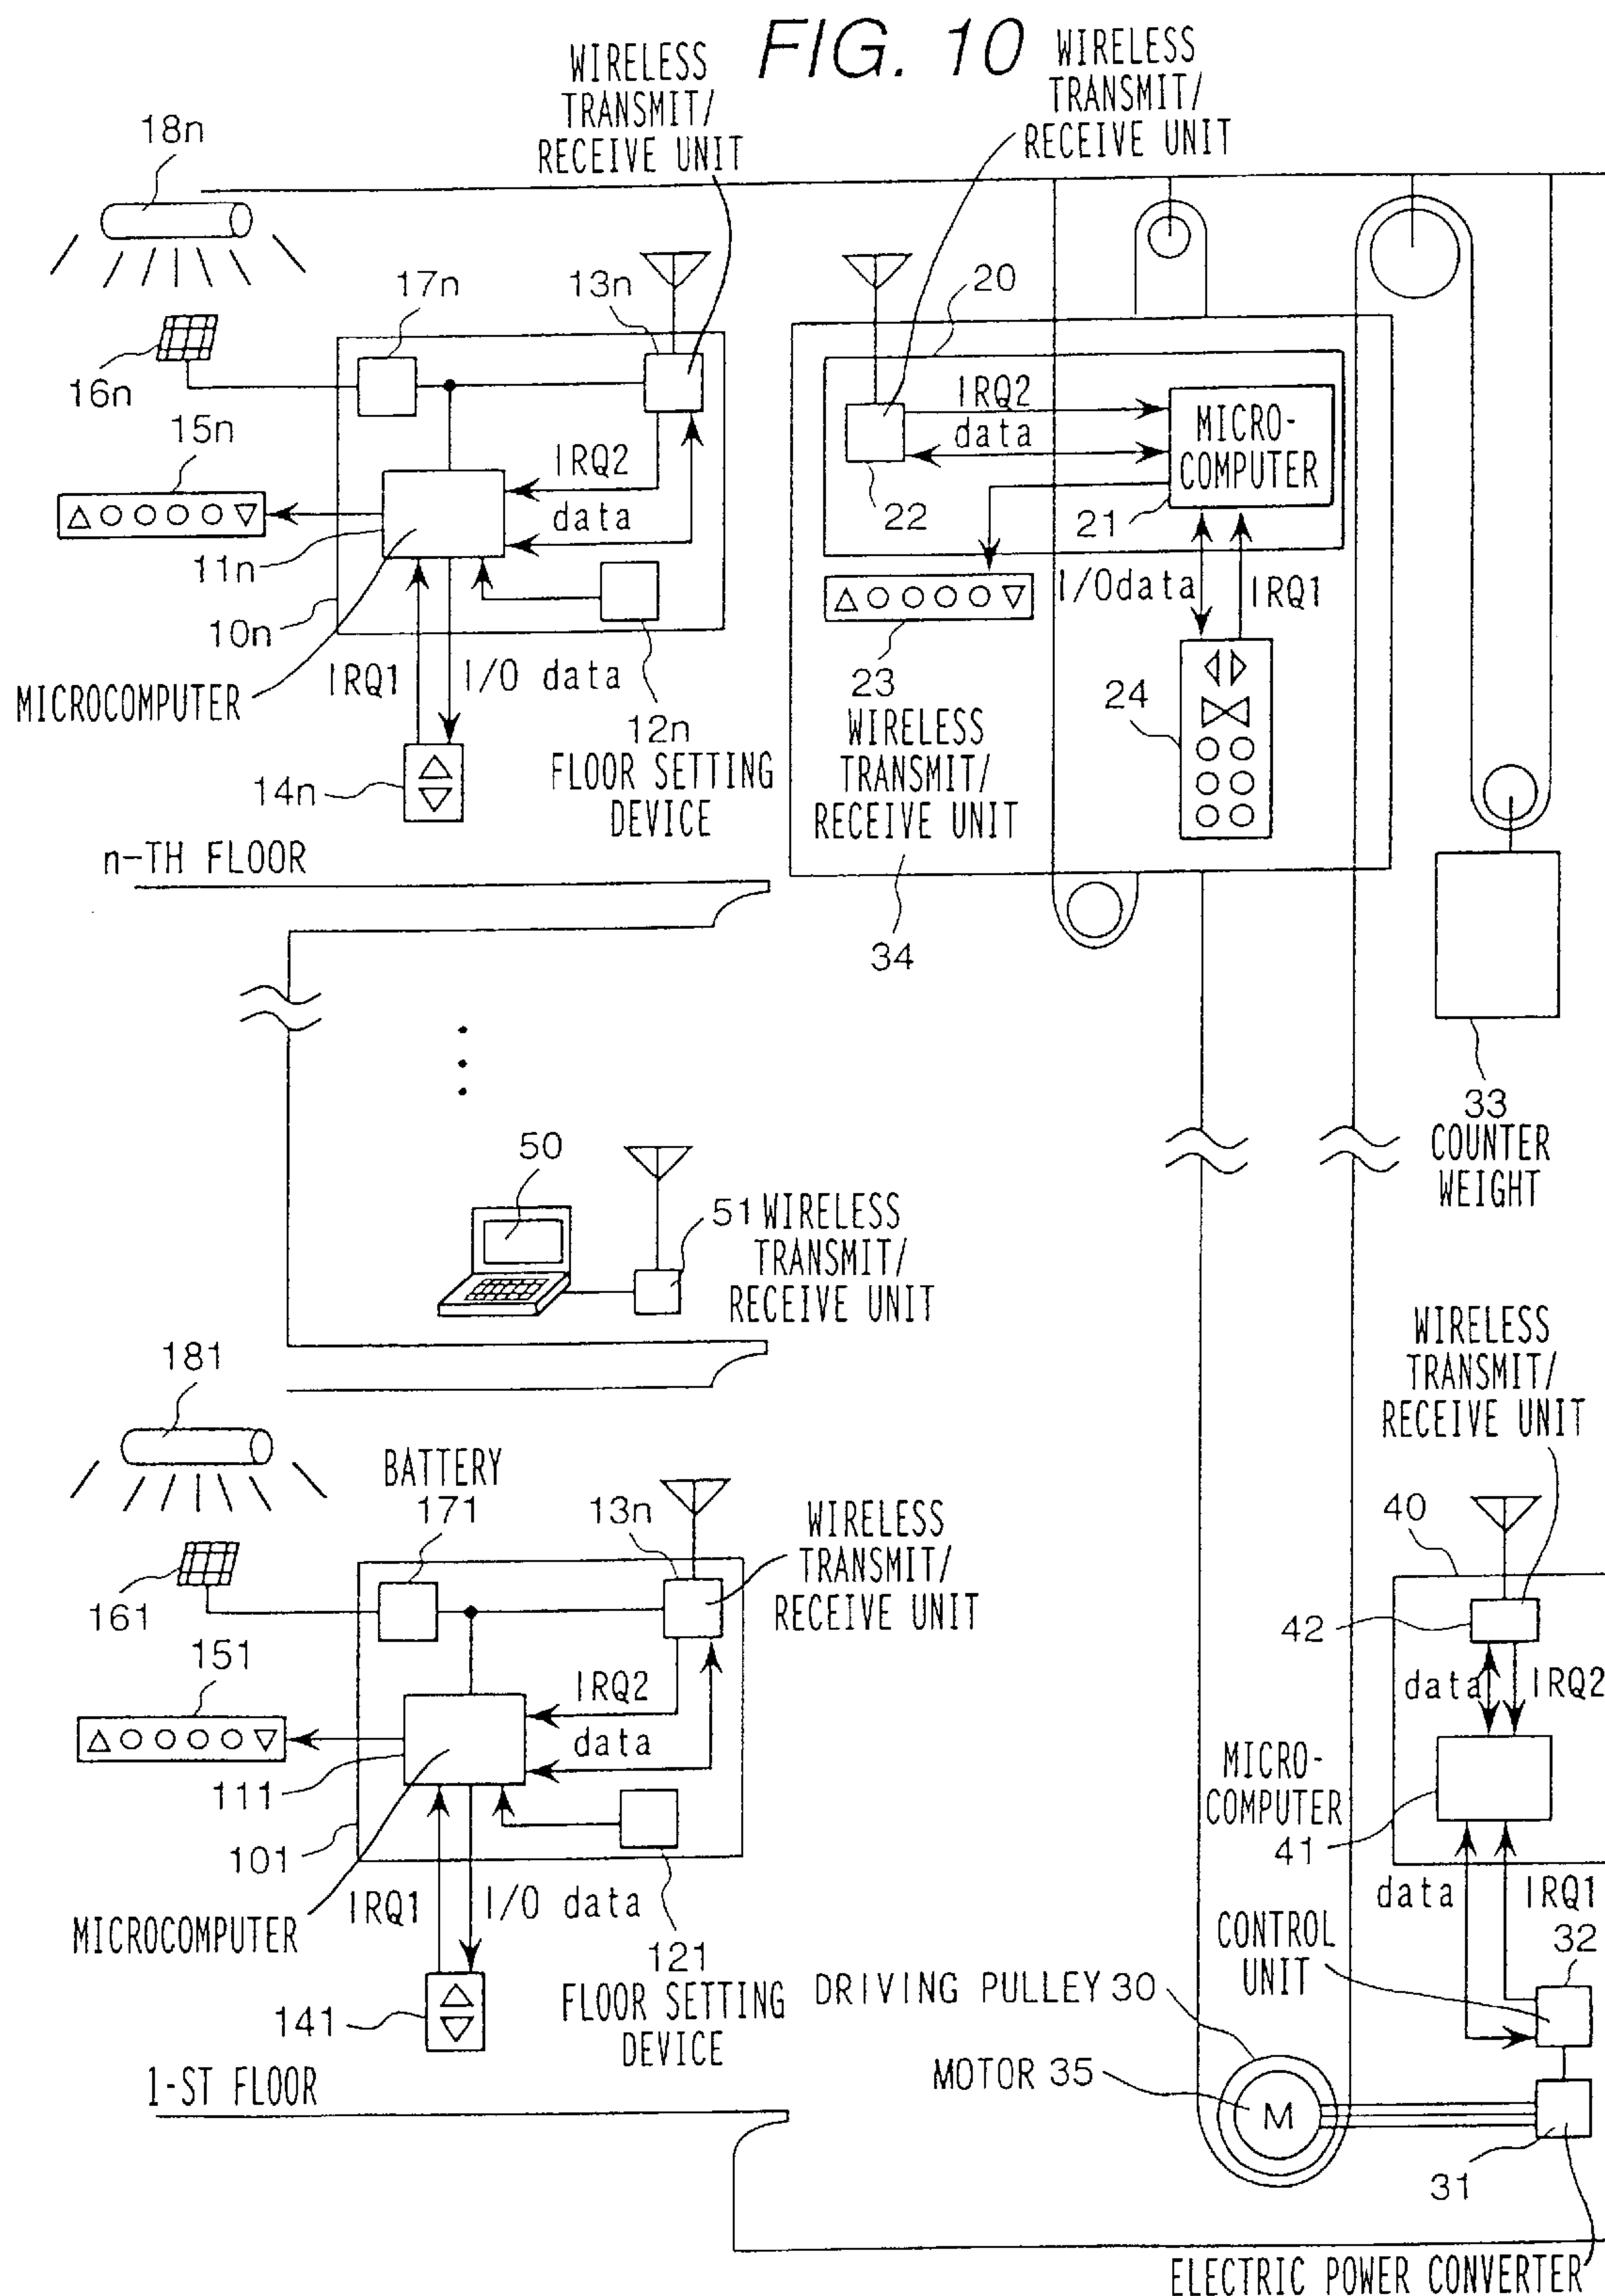 FIG. 10
WIRELESS
TRANSMIT/
RECEIVE UNIT
WIRELESS
TRANSMIT/
RECEIVE UNIT
18n
17n
13n
20
16n
15n
IRQ2
data
MICRO-
COMPUTER
IRQ2
data
22
21
11n
10n
I/Odata
IRQ1
IRQ1
I/O data
MICROCOMPUTER
23
24
12n
FLOOR SETTING
DEVICE
WIRELESS
TRANSMIT/
RECEIVE UNIT
14n
n-TH FLOOR
34
33
COUNTER
WEIGHT
50
51 WIRELESS
TRANSMIT/
RECEIVE UNIT
181
WIRELESS
TRANSMIT/
RECEIVE UNIT
BATTERY
171
13n
WIRELESS
TRANSMIT/
RECEIVE UNIT
40
161
42
151
IRQ2
data
data
IRQ2
111
MICRO-
COMPUTER
41
101
IRQ1
I/O data
data
IRQ1
MICROCOMPUTER
CONTROL
UNIT
32
121
FLOOR SETTING
DEVICE
DRIVING PULLEY 30
141
MOTOR 35
M
1-ST FLOOR
31
ELECTRIC POWER CONVERTER